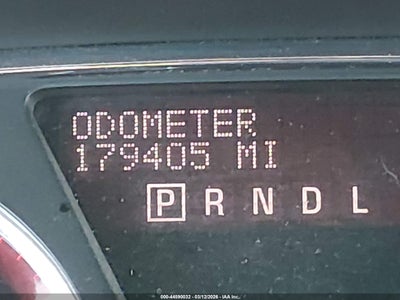 ODOMETER
179405 MI
P R N D L
000-44590032 - 03/12/2026 - IAA Inc.